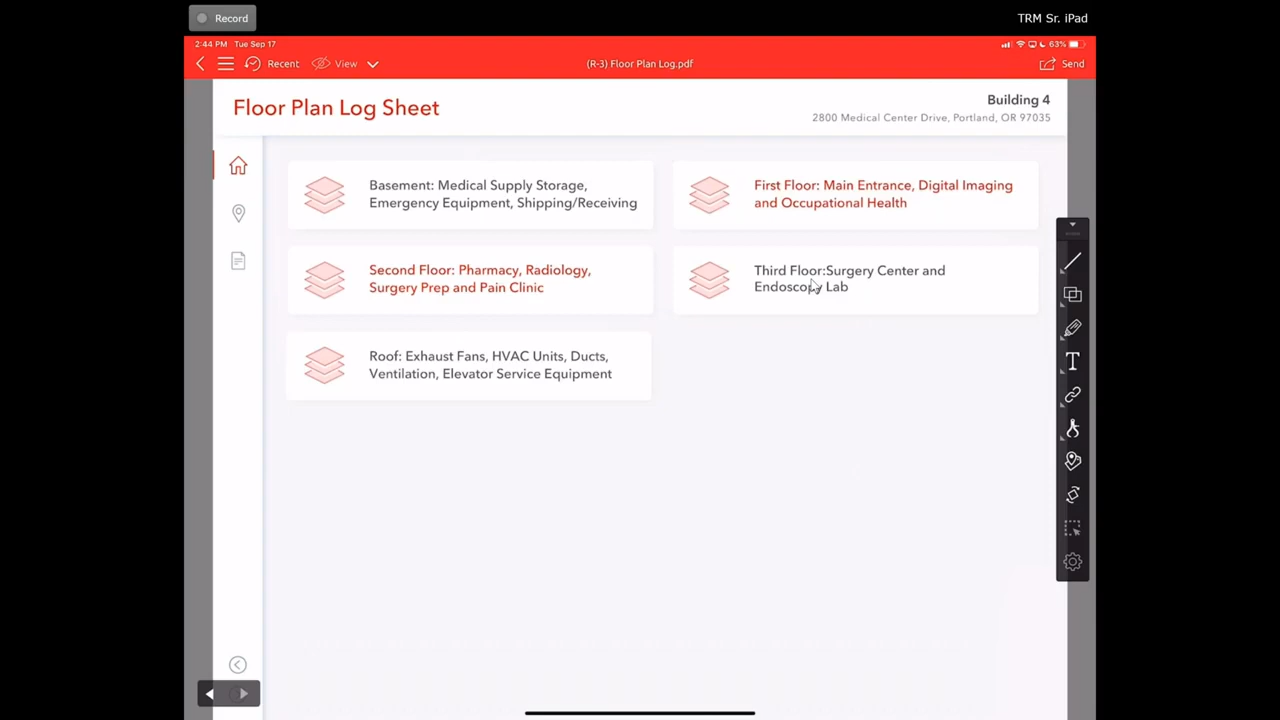 Record
TRM Sr. iPad
2:44 PM Tue Sep 17
63%
Recent
View
(R-3) Floor Plan Log.pdf
Send
Floor Plan Log Sheet
Building 4
2800 Medical Center Drive, Portland, OR 97035
Basement: Medical Supply Storage,
Emergency Equipment, Shipping/Receiving
First Floor: Main Entrance, Digital Imaging
and Occupational Health
Second Floor: Pharmacy, Radiology,
Surgery Prep and Pain Clinic
Third Floor:Surgery Center and
Endoscopy Lab
Roof: Exhaust Fans, HVAC Units, Ducts,
Ventilation, Elevator Service Equipment
T